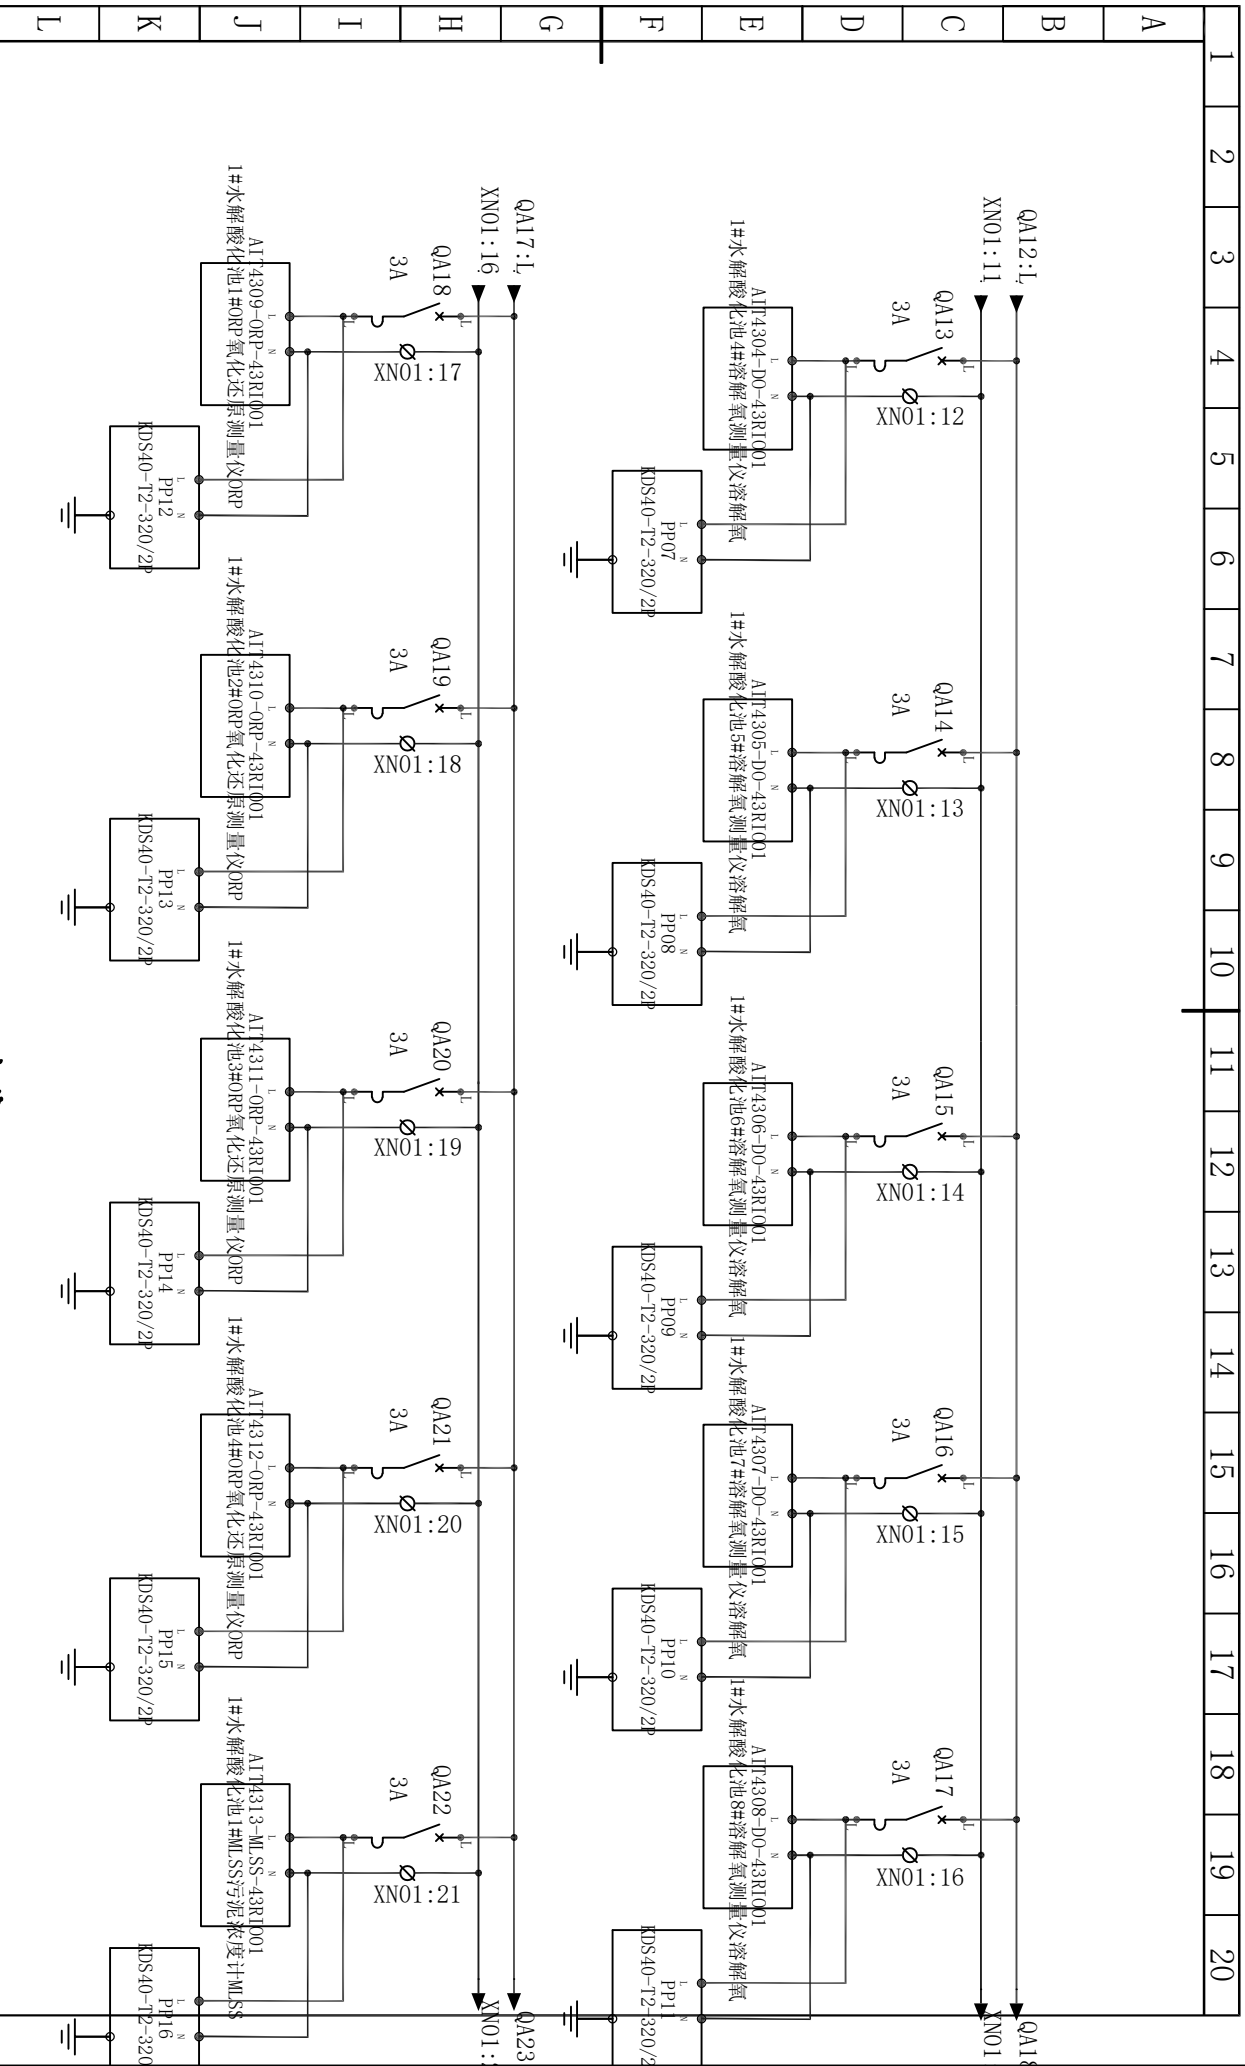 1
2
3
4
5
6
7
8
9
10
11
12
13
14
15
16
17
18
19
20
A
B
C
D
E
F
G
H
I
J
K
L
QA12:L
XN01:11
QA13
3A
L
L
XN01:12
AIT4304-DO-43RIO01
1#水解酸化池4#溶解氧测量仪溶解氧
L
N
PP07
L
N
KDS40-T2-320/2P
QA14
3A
L
L
XN01:13
AIT4305-DO-43RIO01
1#水解酸化池5#溶解氧测量仪溶解氧
L
N
PP08
L
N
KDS40-T2-320/2P
QA15
3A
L
L
XN01:14
AIT4306-DO-43RIO01
1#水解酸化池6#溶解氧测量仪溶解氧
L
N
PP09
L
N
KDS40-T2-320/2P
QA16
3A
L
L
XN01:15
AIT4307-DO-43RIO01
1#水解酸化池7#溶解氧测量仪溶解氧
L
N
PP10
L
N
KDS40-T2-320/2P
QA17
3A
L
L
XN01:16
AIT4308-DO-43RIO01
1#水解酸化池8#溶解氧测量仪溶解氧
L
N
PP11
L
N
KDS40-T2-320/2
QA18
XN01
QA17:L
XN01:16
QA18
3A
L
L
XN01:17
AIT4309-ORP-43RIO01
1#水解酸化池1#ORP氧化还原测量仪ORP
L
N
PP12
L
N
KDS40-T2-320/2P
QA19
3A
L
L
XN01:18
AIT4310-ORP-43RIO01
1#水解酸化池2#ORP氧化还原测量仪ORP
L
N
PP13
L
N
KDS40-T2-320/2P
QA20
3A
L
L
XN01:19
AIT4311-ORP-43RIO01
1#水解酸化池3#ORP氧化还原测量仪ORP
L
N
PP14
L
N
KDS40-T2-320/2P
QA21
3A
L
L
XN01:20
AIT4312-ORP-43RIO01
1#水解酸化池4#ORP氧化还原测量仪ORP
L
N
PP15
L
N
KDS40-T2-320/2P
QA22
3A
L
L
XN01:21
AIT4313-MLSS-43RIO01
1#水解酸化池1#MLSS污泥浓度计MLSS
L
N
PP16
L
N
KDS40-T2-320
QA23
XN01: